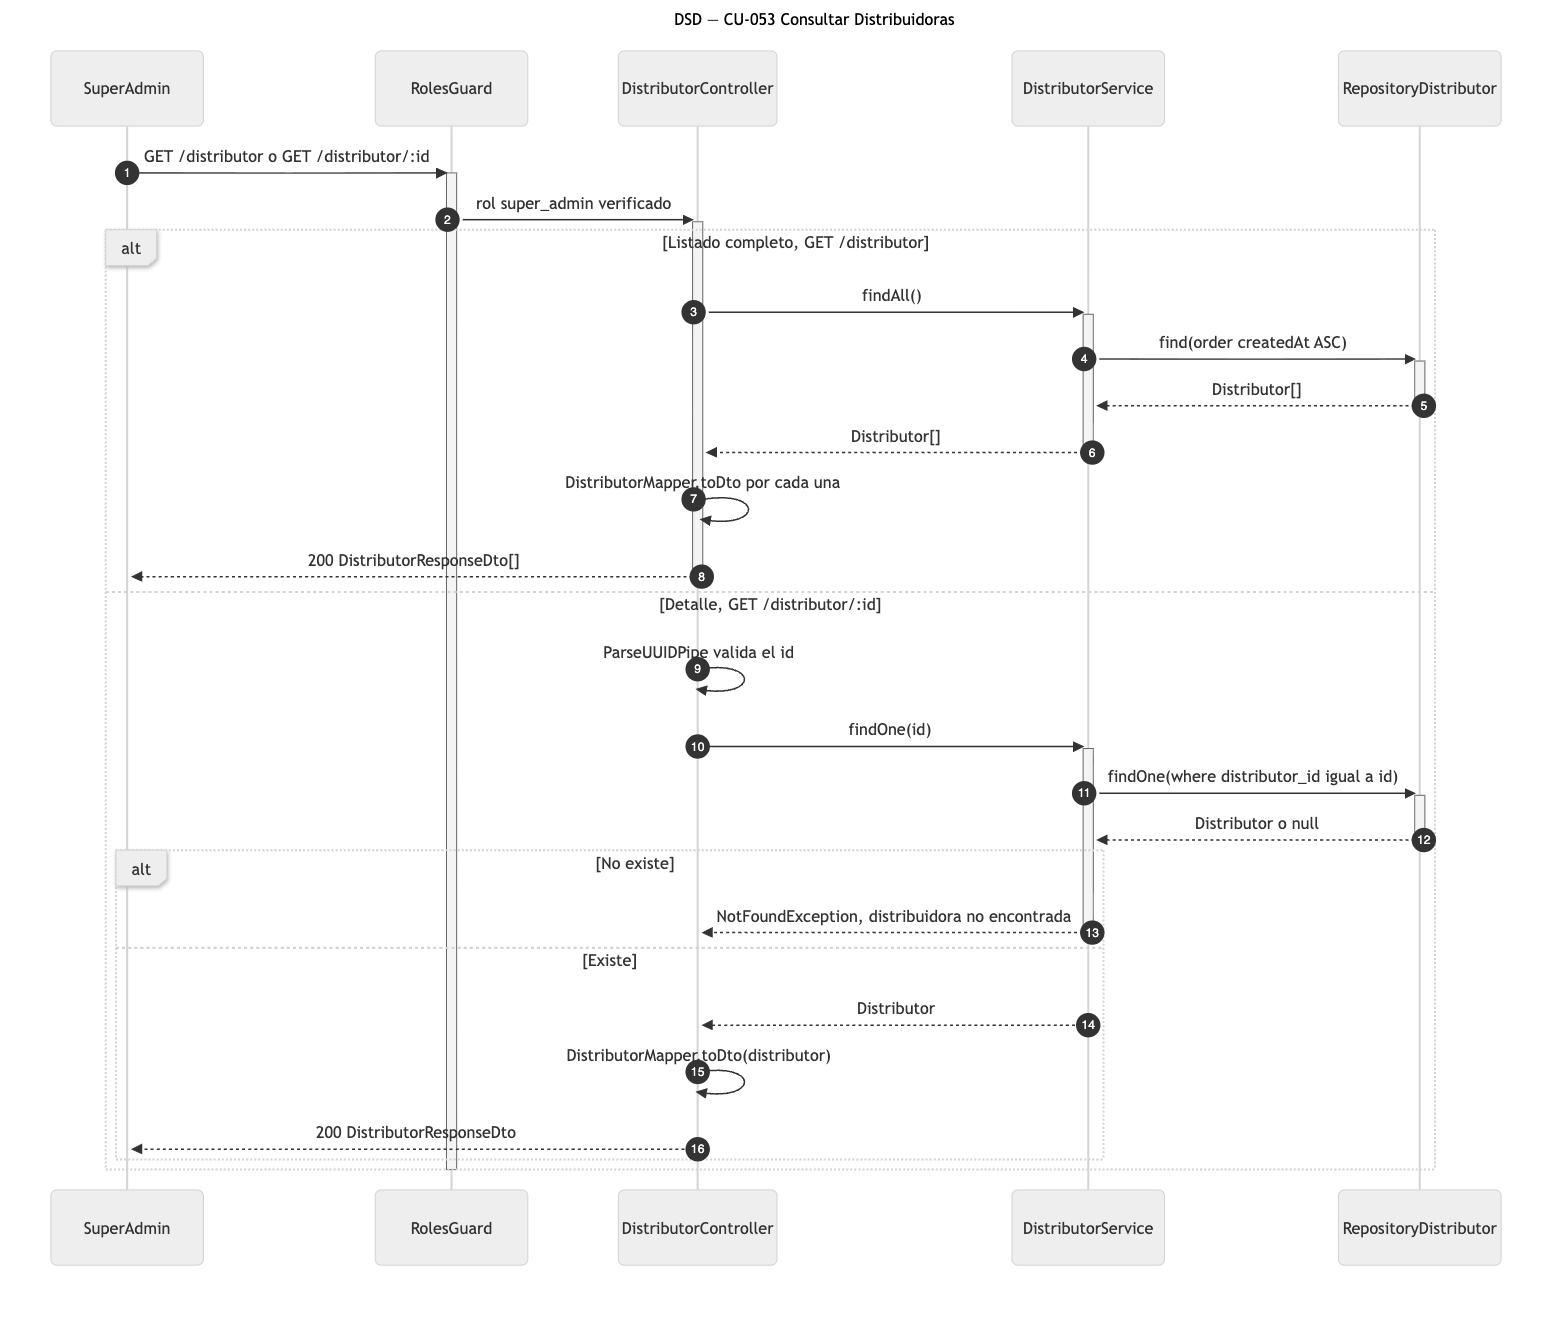 DSD — CU-053 Consultar Distribuidoras
SuperAdmin
RolesGuard
DistributorController
DistributorService
RepositoryDistributor
GET /distributor o GET /distributor/:id
1
rol super_admin verificado
2
alt
[Listado completo, GET /distributor]
findAll()
3
find(order createdAt ASC)
4
Distributor[]
5
Distributor[]
6
DistributorMapper.toDto por cada una
7
200 DistributorResponseDto[]
8
[Detalle, GET /distributor/:id]
ParseUUIDPipe valida el id
9
findOne(id)
10
findOne(where distributor_id igual a id)
11
Distributor o null
12
alt
[No existe]
NotFoundException, distribuidora no encontrada
13
[Existe]
Distributor
14
DistributorMapper.toDto(distributor)
15
200 DistributorResponseDto
16
SuperAdmin
RolesGuard
DistributorController
DistributorService
RepositoryDistributor